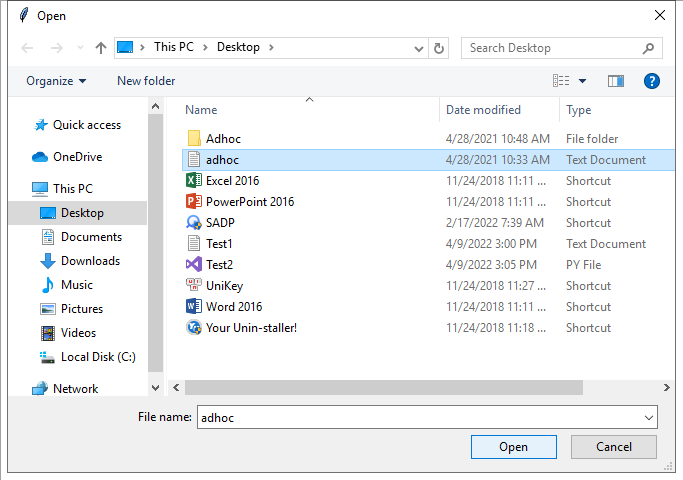 Open
This PC > Desktop >
Search Desktop
Organize
New folder
Name Date modified Type
Quick access
OneDrive
This PC
Desktop
Documents
Downloads
Music
Pictures
Videos
Local Disk (C:)
Network
Adhoc 4/28/2021 10:48 AM File folder
adhoc 4/28/2021 10:33 AM Text Document
Excel 2016 11/24/2018 11:11 ... Shortcut
PowerPoint 2016 11/24/2018 11:11 ... Shortcut
SADP 2/17/2022 7:39 AM Shortcut
Test1 4/9/2022 3:00 PM Text Document
Test2 4/9/2022 3:05 PM PY File
UniKey 11/24/2018 11:27 ... Shortcut
Word 2016 11/24/2018 11:11 ... Shortcut
Your Unin-staller! 11/24/2018 11:18 ... Shortcut
File name: adhoc
Open
Cancel